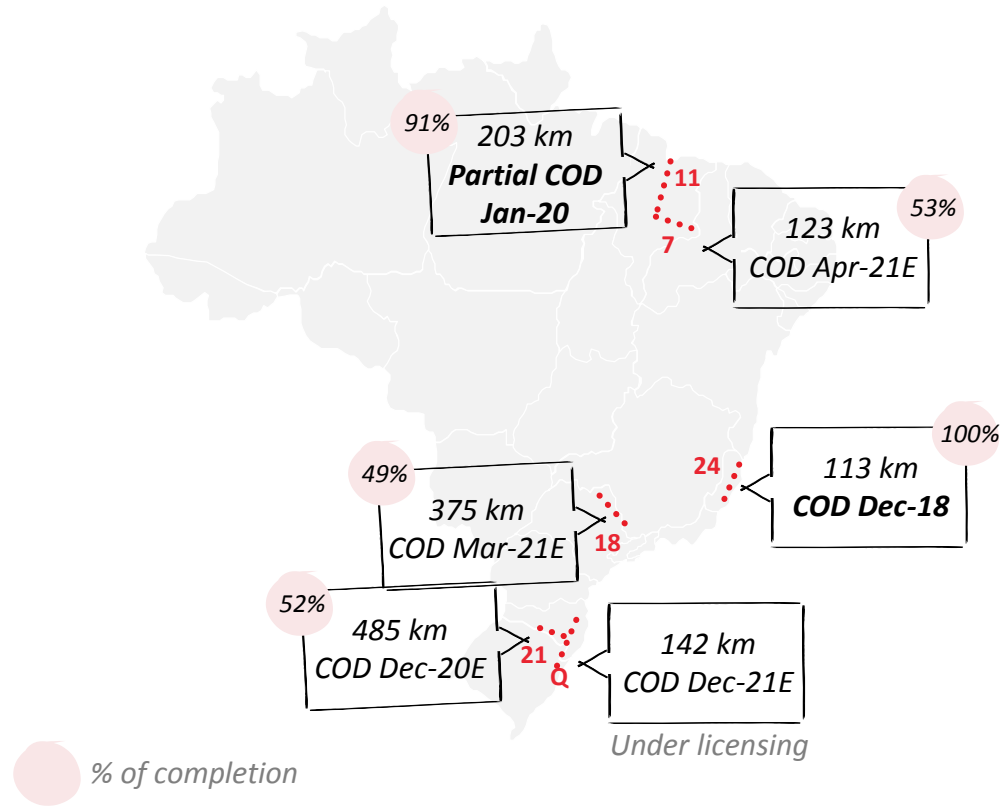 91%
203 km
Partial COD
Jan-20
11
7
53%
123 km
COD Apr-21E
100%
24
113 km
COD Dec-18
49%
375 km
COD Mar-21E
18
52%
485 km
COD Dec-20E
21
Q
142 km
COD Dec-21E
Under licensing
% of completion